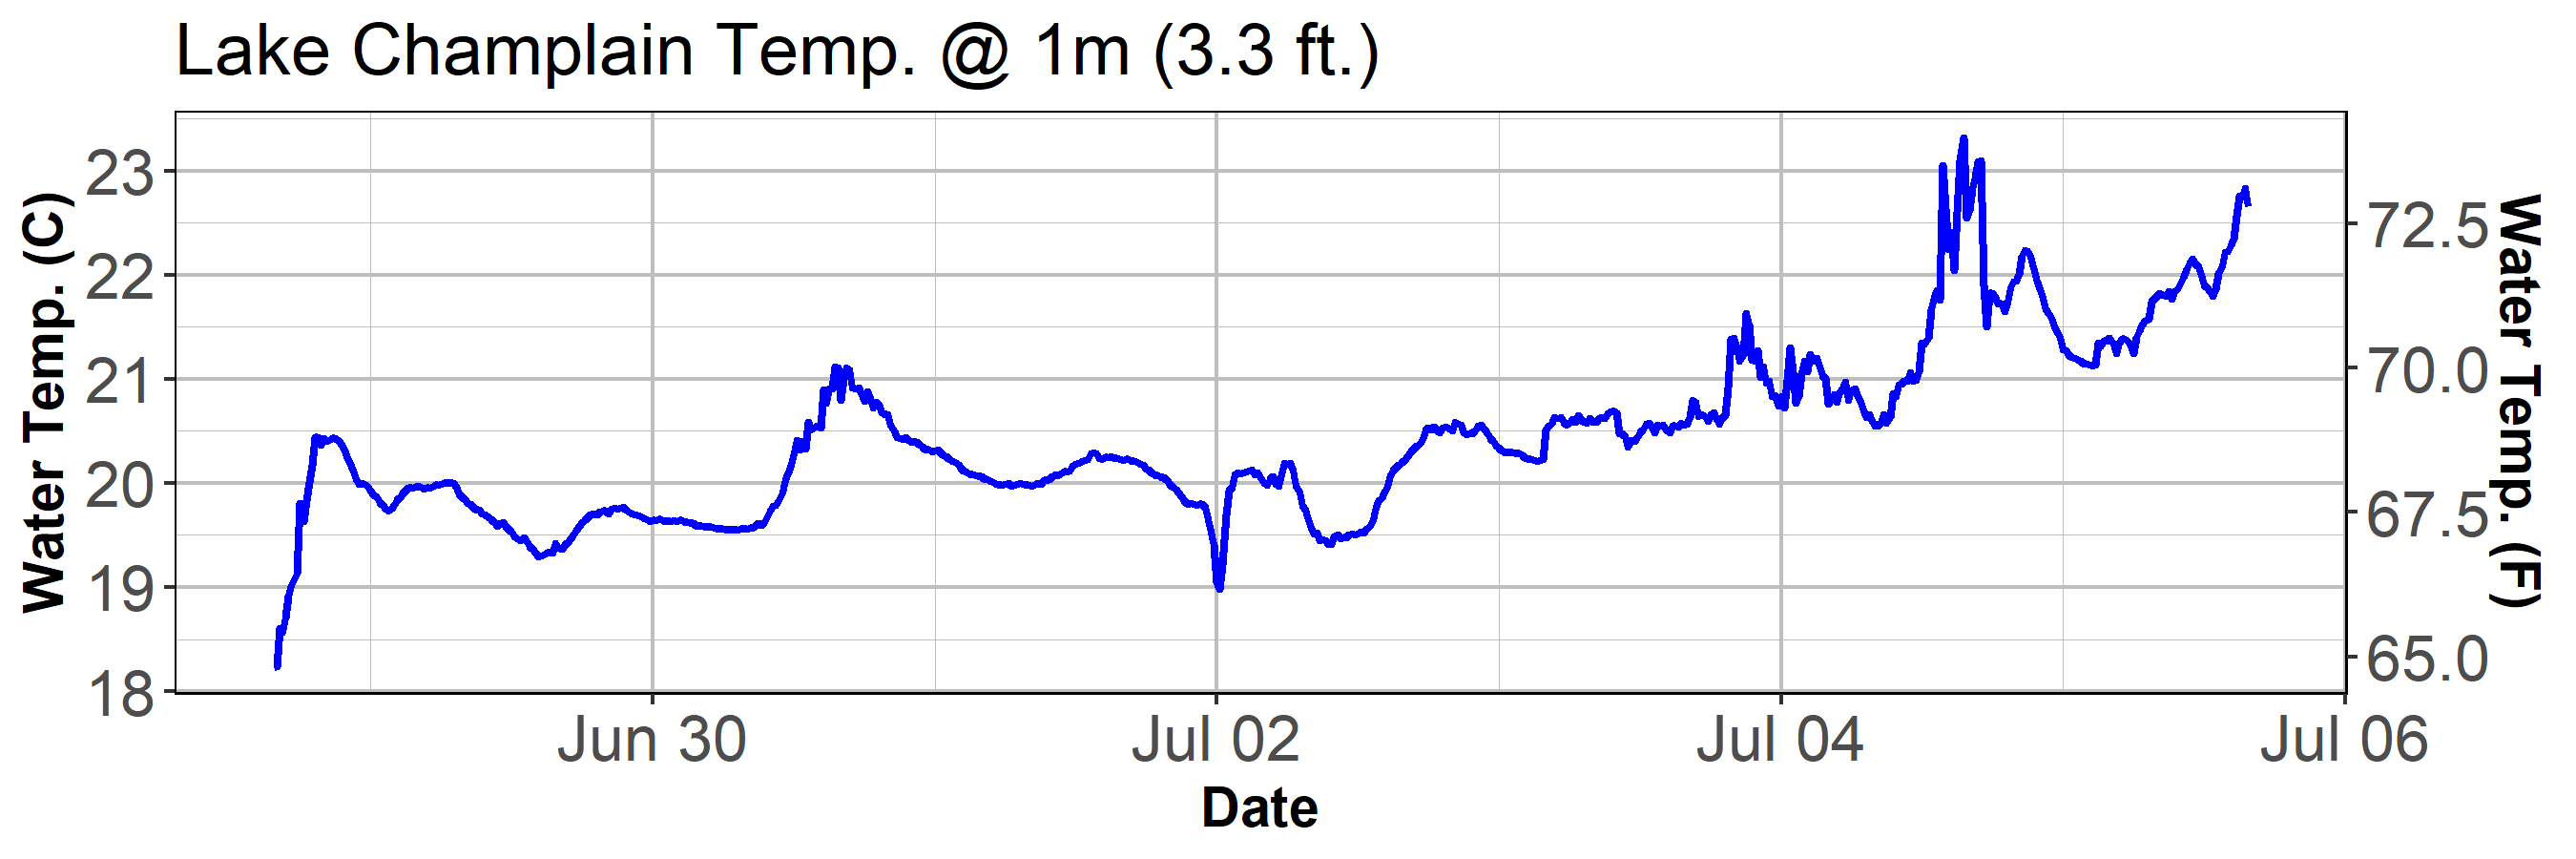 Lake Champlain Temp. @ 1m (3.3 ft.)
Water Temp. (C)
23
22
21
20
19
18
72.5
70.0
67.5
65.0
Water Temp. (F)
Jun 30
Jul 02
Jul 04
Jul 06
Date